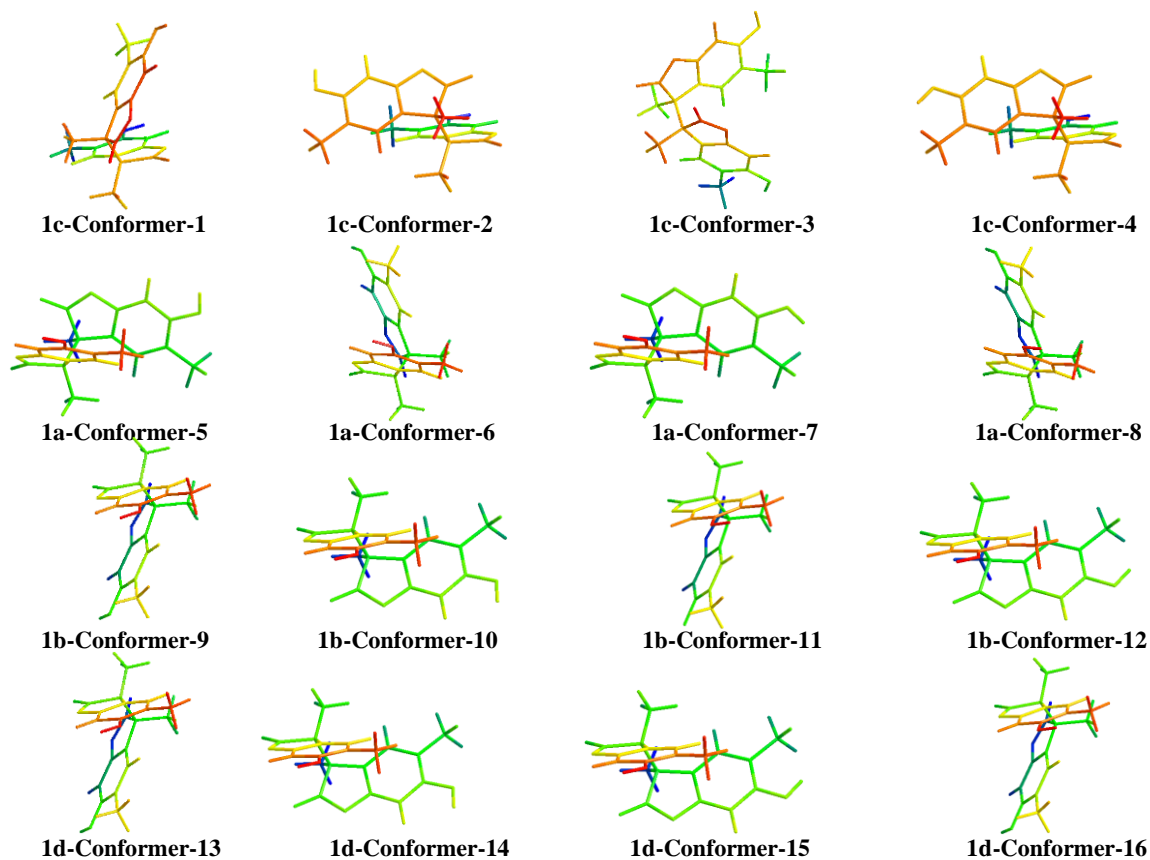 1c-Conformer-1
1c-Conformer-2
1c-Conformer-3
1c-Conformer-4
1a-Conformer-5
1a-Conformer-6
1a-Conformer-7
1a-Conformer-8
1b-Conformer-9
1b-Conformer-10
1b-Conformer-11
1b-Conformer-12
1d-Conformer-13
1d-Conformer-14
1d-Conformer-15
1d-Conformer-16